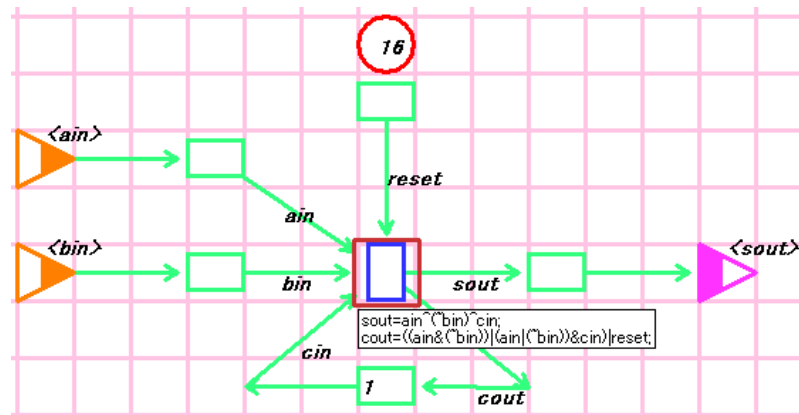 16
<ain>
reset
ain
<bin>
<sout>
bin
sout
sout=ain^(~bin)^cin;
cout=((ain&(~bin))|(ain|(~bin))&cin)|reset;
cin
1
cout